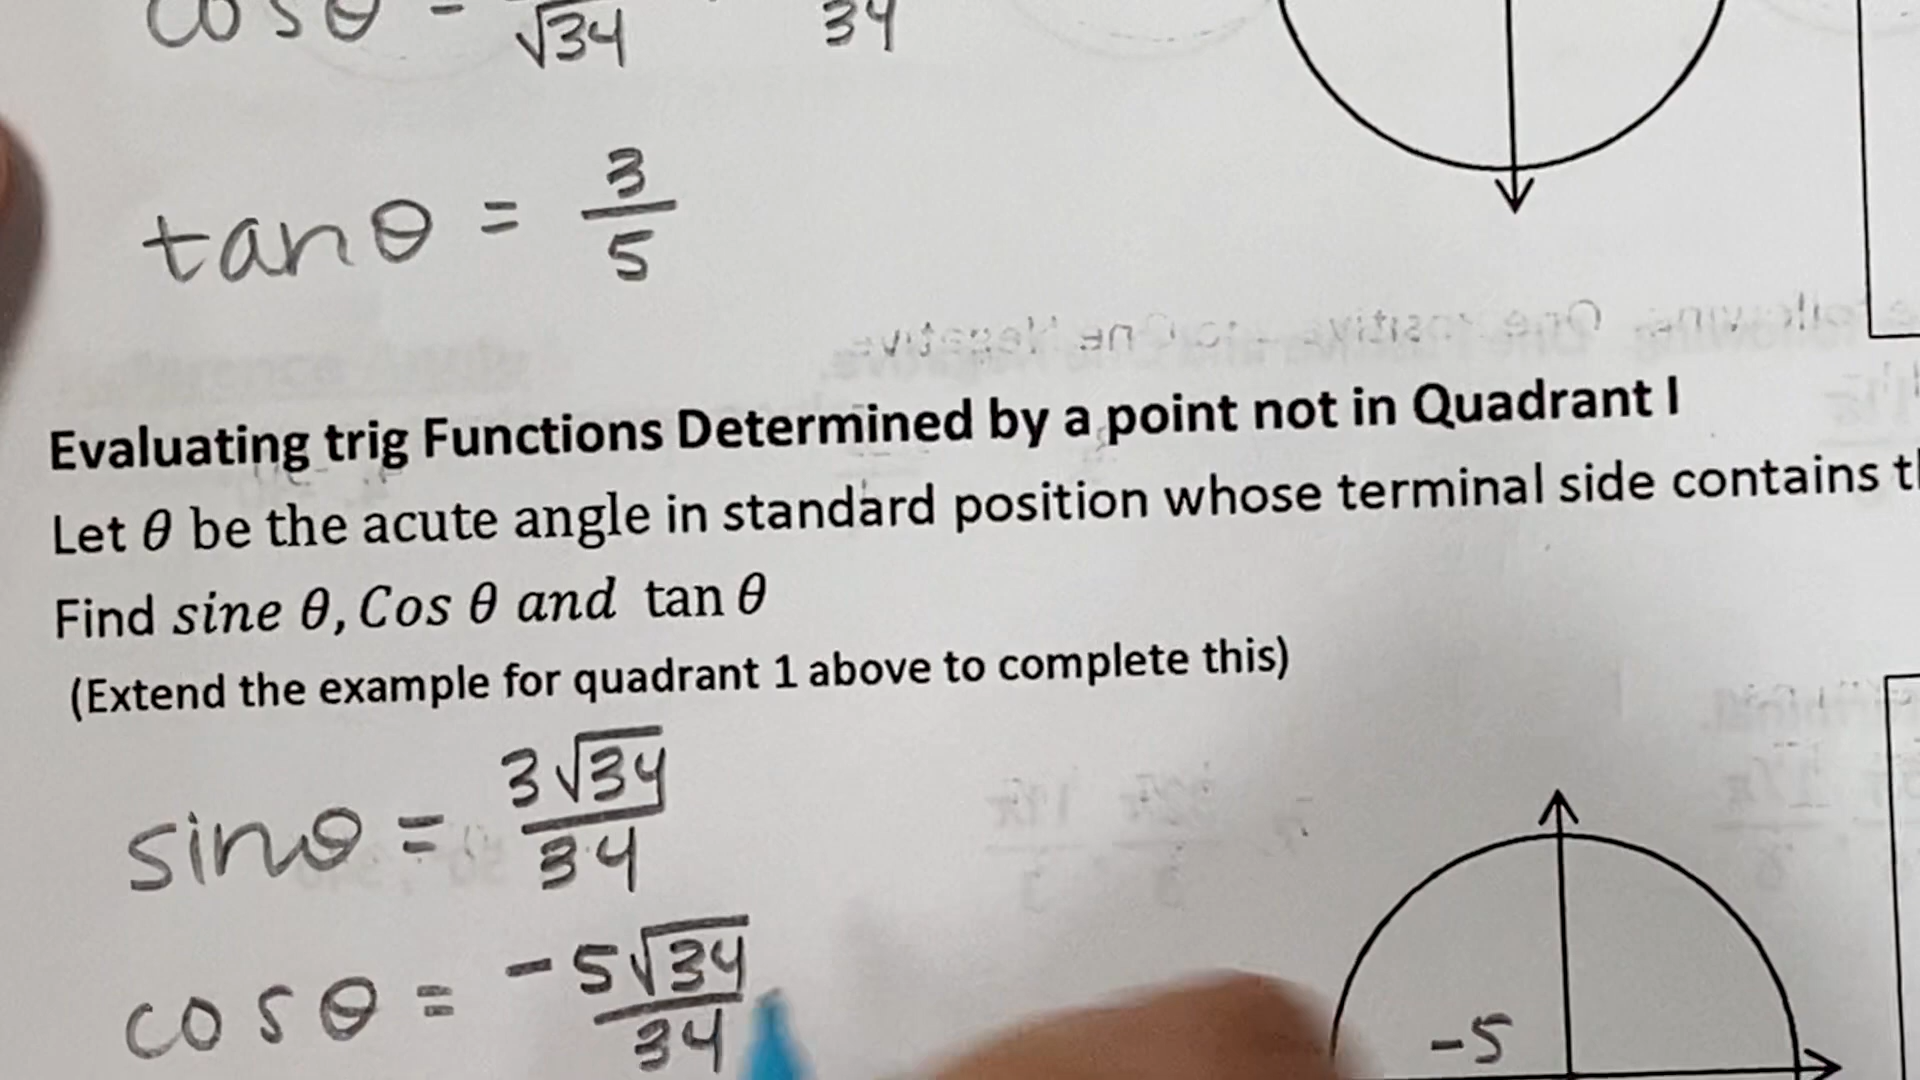 cos θ = √34 34
tan θ = 3/5
Evaluating trig Functions Determined by a point not in Quadrant I
Let θ be the acute angle in standard position whose terminal side contains
Find sine θ, Cos θ and tan θ
(Extend the example for quadrant 1 above to complete this)
sin θ = 3√34/34
cos θ = -5√34/34
-5